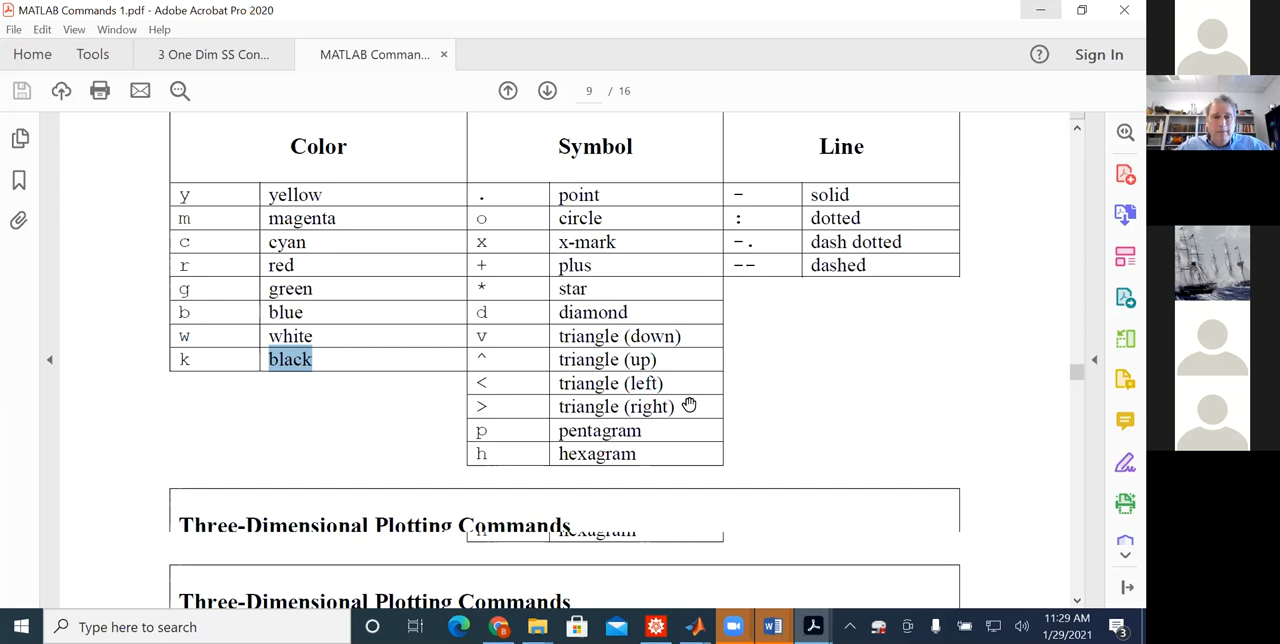 MATLAB Commands 1.pdf - Adobe Acrobat Pro 2020
File Edit View Window Help
Home Tools 3 One Dim SS Con... MATLAB Comman... × Sign In
9 / 16
Color Symbol Line
y yellow . point - solid
m magenta o circle : dotted
c cyan x x-mark -. dash dotted
r red + plus -- dashed
g green * star
b blue d diamond
w white v triangle (down)
k black ^ triangle (up)
< triangle (left)
> triangle (right)
p pentagram
h hexagram
Three-Dimensional Plotting Commands
h hexagram
Three-Dimensional Plotting Commands
Type here to search
11:29 AM
1/29/2021
3